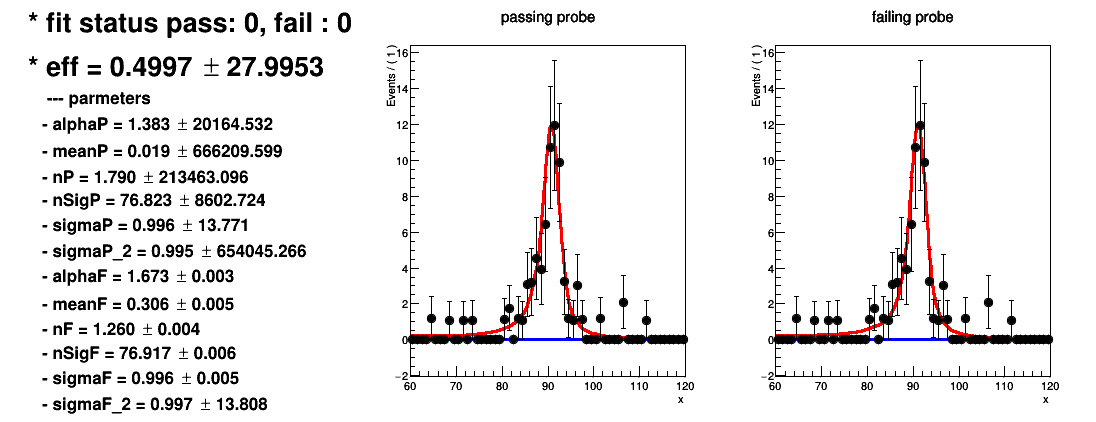 * fit status pass: 0, fail : 0
* eff = 0.4997 ± 27.9953
--- parmeters
- alphaP = 1.383 ± 20164.532
- meanP = 0.019 ± 666209.599
- nP = 1.790 ± 213463.096
- nSigP = 76.823 ± 8602.724
- sigmaP = 0.996 ± 13.771
- sigmaP_2 = 0.995 ± 654045.266
- alphaF = 1.673 ± 0.003
- meanF = 0.306 ± 0.005
- nF = 1.260 ± 0.004
- nSigF = 76.917 ± 0.006
- sigmaF = 0.996 ± 0.005
- sigmaF_2 = 0.997 ± 13.808
passing probe
Events / ( 1 )
16
14
12
10
8
6
4
2
0
−2
60 70 80 90 100 110 120
x
failing probe
Events / ( 1 )
16
14
12
10
8
6
4
2
0
−2
60 70 80 90 100 110 120
x